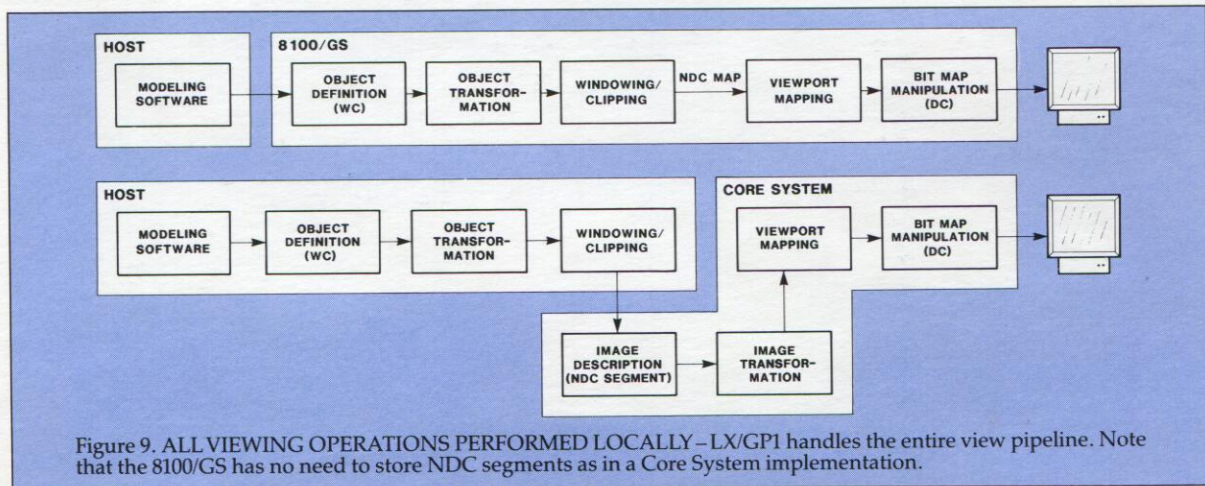 HOST
8100/GS
MODELING
SOFTWARE
OBJECT
DEFINITION
(WC)
OBJECT
TRANSFOR-
MATION
WINDOWING/
CLIPPING
NDC MAP
VIEWPORT
MAPPING
BIT MAP
MANIPULATION
(DC)
HOST
CORE SYSTEM
MODELING
SOFTWARE
OBJECT
DEFINITION
(WC)
OBJECT
TRANSFOR-
MATION
WINDOWING/
CLIPPING
VIEWPORT
MAPPING
BIT MAP
MANIPULATION
(DC)
IMAGE
DESCRIPTION
(NDC SEGMENT)
IMAGE
TRANSFOR-
MATION
Figure 9. ALL VIEWING OPERATIONS PERFORMED LOCALLY–LX/GP1 handles the entire view pipeline. Note
that the 8100/GS has no need to store NDC segments as in a Core System implementation.